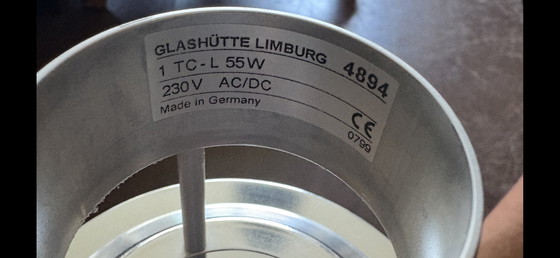 GLASHÜTTE LIMBURG 4894
1 TC-L 55W
230V AC/DC
Made in Germany
CE
0799